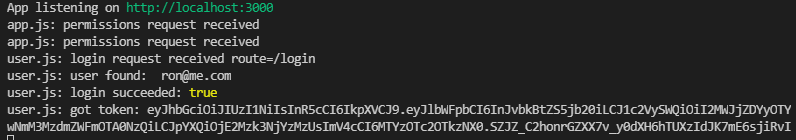 App listening on http://localhost:3000
app.js: permissions request received
app.js: permissions request received
user.js: login request received route=/login
user.js: user found:  ron@me.com
user.js: login succeeded: true
user.js: got token: eyJhbGciOiJIUzI1NiIsInR5cCI6IkpXVCJ9.eyJlbWFpbCI6InJvbkBtZS5jb20iLCJ1c2VySWQiOiI2MWJjZDYyOTY
wNmM3MzdmZWFmOTA0NzQiLCJpYXQiOjE2Mzk3NjYzMzUsImV4cCI6MTYzOTc2OTkzNX0.SZJZ_C2honrGZXX7v_y0dXH6hTUXzIdJK7mE6sjiRvI